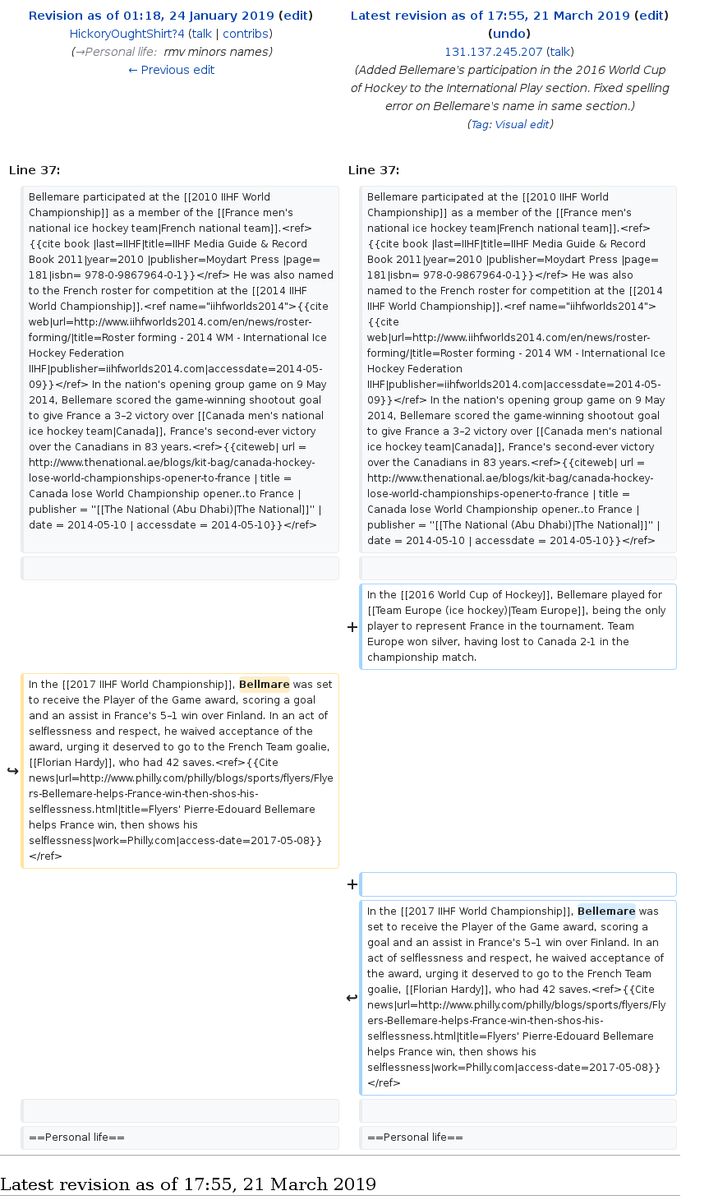 Revision as of 01:18, 24 January 2019 (edit)
HickoryOughtShirt?4 (talk | contribs)
(→Personal life: rmv minors names)
← Previous edit
Latest revision as of 17:55, 21 March 2019 (edit)
(undo)
131.137.245.207 (talk)
(Added Bellemare's participation in the 2016 World Cup
of Hockey to the International Play section. Fixed spelling
error on Bellemare's name in same section.)
(Tag: Visual edit)
Line 37:
Line 37:
Bellemare participated at the [[2010 IIHF World
Championship]] as a member of the [[France men's
national ice hockey team|French national team]].<ref>
{{cite book |last=IIHF|title=IIHF Media Guide & Record
Book 2011|year=2010 |publisher=Moydart Press |page=
181|isbn= 978-0-9867964-0-1}}</ref> He was also named
to the French roster for competition at the [[2014 IIHF
World Championship]].<ref name="iihfworlds2014">{{cite
web|url=http://www.iihfworlds2014.com/en/news/roster-
forming/|title=Roster forming - 2014 WM - International Ice
Hockey Federation
IIHF|publisher=iihfworlds2014.com|accessdate=2014-05-
09}}</ref> In the nation's opening group game on 9 May
2014, Bellemare scored the game-winning shootout goal
to give France a 3–2 victory over [[Canada men's national
ice hockey team|Canada]], France's second-ever victory
over the Canadians in 83 years.<ref>{{citeweb| url =
http://www.thenational.ae/blogs/kit-bag/canada-hockey-
lose-world-championships-opener-to-france | title =
Canada lose World Championship opener..to France |
publisher = ''[[The National (Abu Dhabi)|The National]]'' |
date = 2014-05-10 | accessdate = 2014-05-10}}</ref>
Bellemare participated at the [[2010 IIHF World
Championship]] as a member of the [[France men's
national ice hockey team|French national team]].<ref>
{{cite book |last=IIHF|title=IIHF Media Guide & Record
Book 2011|year=2010 |publisher=Moydart Press |page=
181|isbn= 978-0-9867964-0-1}}</ref> He was also
named to the French roster for competition at the [[2014
IIHF World Championship]].<ref name="iihfworlds2014">
{{cite
web|url=http://www.iihfworlds2014.com/en/news/roster-
forming/|title=Roster forming - 2014 WM - International Ice
Hockey Federation
IIHF|publisher=iihfworlds2014.com|accessdate=2014-05-
09}}</ref> In the nation's opening group game on 9 May
2014, Bellemare scored the game-winning shootout goal
to give France a 3–2 victory over [[Canada men's national
ice hockey team|Canada]], France's second-ever victory
over the Canadians in 83 years.<ref>{{citeweb| url =
http://www.thenational.ae/blogs/kit-bag/canada-hockey-
lose-world-championships-opener-to-france | title =
Canada lose World Championship opener..to France |
publisher = ''[[The National (Abu Dhabi)|The National]]'' |
date = 2014-05-10 | accessdate = 2014-05-10}}</ref>
+
In the [[2016 World Cup of Hockey]], Bellemare played for
[[Team Europe (ice hockey)|Team Europe]], being the only
player to represent France in the tournament. Team
Europe won silver, having lost to Canada 2-1 in the
championship match.
↪
In the [[2017 IIHF World Championship]], Bellmare was set
to receive the Player of the Game award, scoring a goal
and an assist in France's 5–1 win over Finland. In an act of
selflessness and respect, he waived acceptance of the
award, urging it deserved to go to the French Team goalie,
[[Florian Hardy]], who had 42 saves.<ref>{{Cite
news|url=http://www.philly.com/philly/blogs/sports/flyers/Flye
rs-Bellemare-helps-France-win-then-shos-his-
selflessness.html|title=Flyers' Pierre-Edouard Bellemare
helps France win, then shows his
selflessness|work=Philly.com|access-date=2017-05-08}}
</ref>
+
↩
In the [[2017 IIHF World Championship]], Bellemare was
set to receive the Player of the Game award, scoring a
goal and an assist in France's 5–1 win over Finland. In an
act of selflessness and respect, he waived acceptance of
the award, urging it deserved to go to the French Team
goalie, [[Florian Hardy]], who had 42 saves.<ref>{{Cite
news|url=http://www.philly.com/philly/blogs/sports/flyers/Fly
ers-Bellemare-helps-France-win-then-shos-his-
selflessness.html|title=Flyers' Pierre-Edouard Bellemare
helps France win, then shows his
selflessness|work=Philly.com|access-date=2017-05-08}}
</ref>
==Personal life==
==Personal life==
Latest revision as of 17:55, 21 March 2019